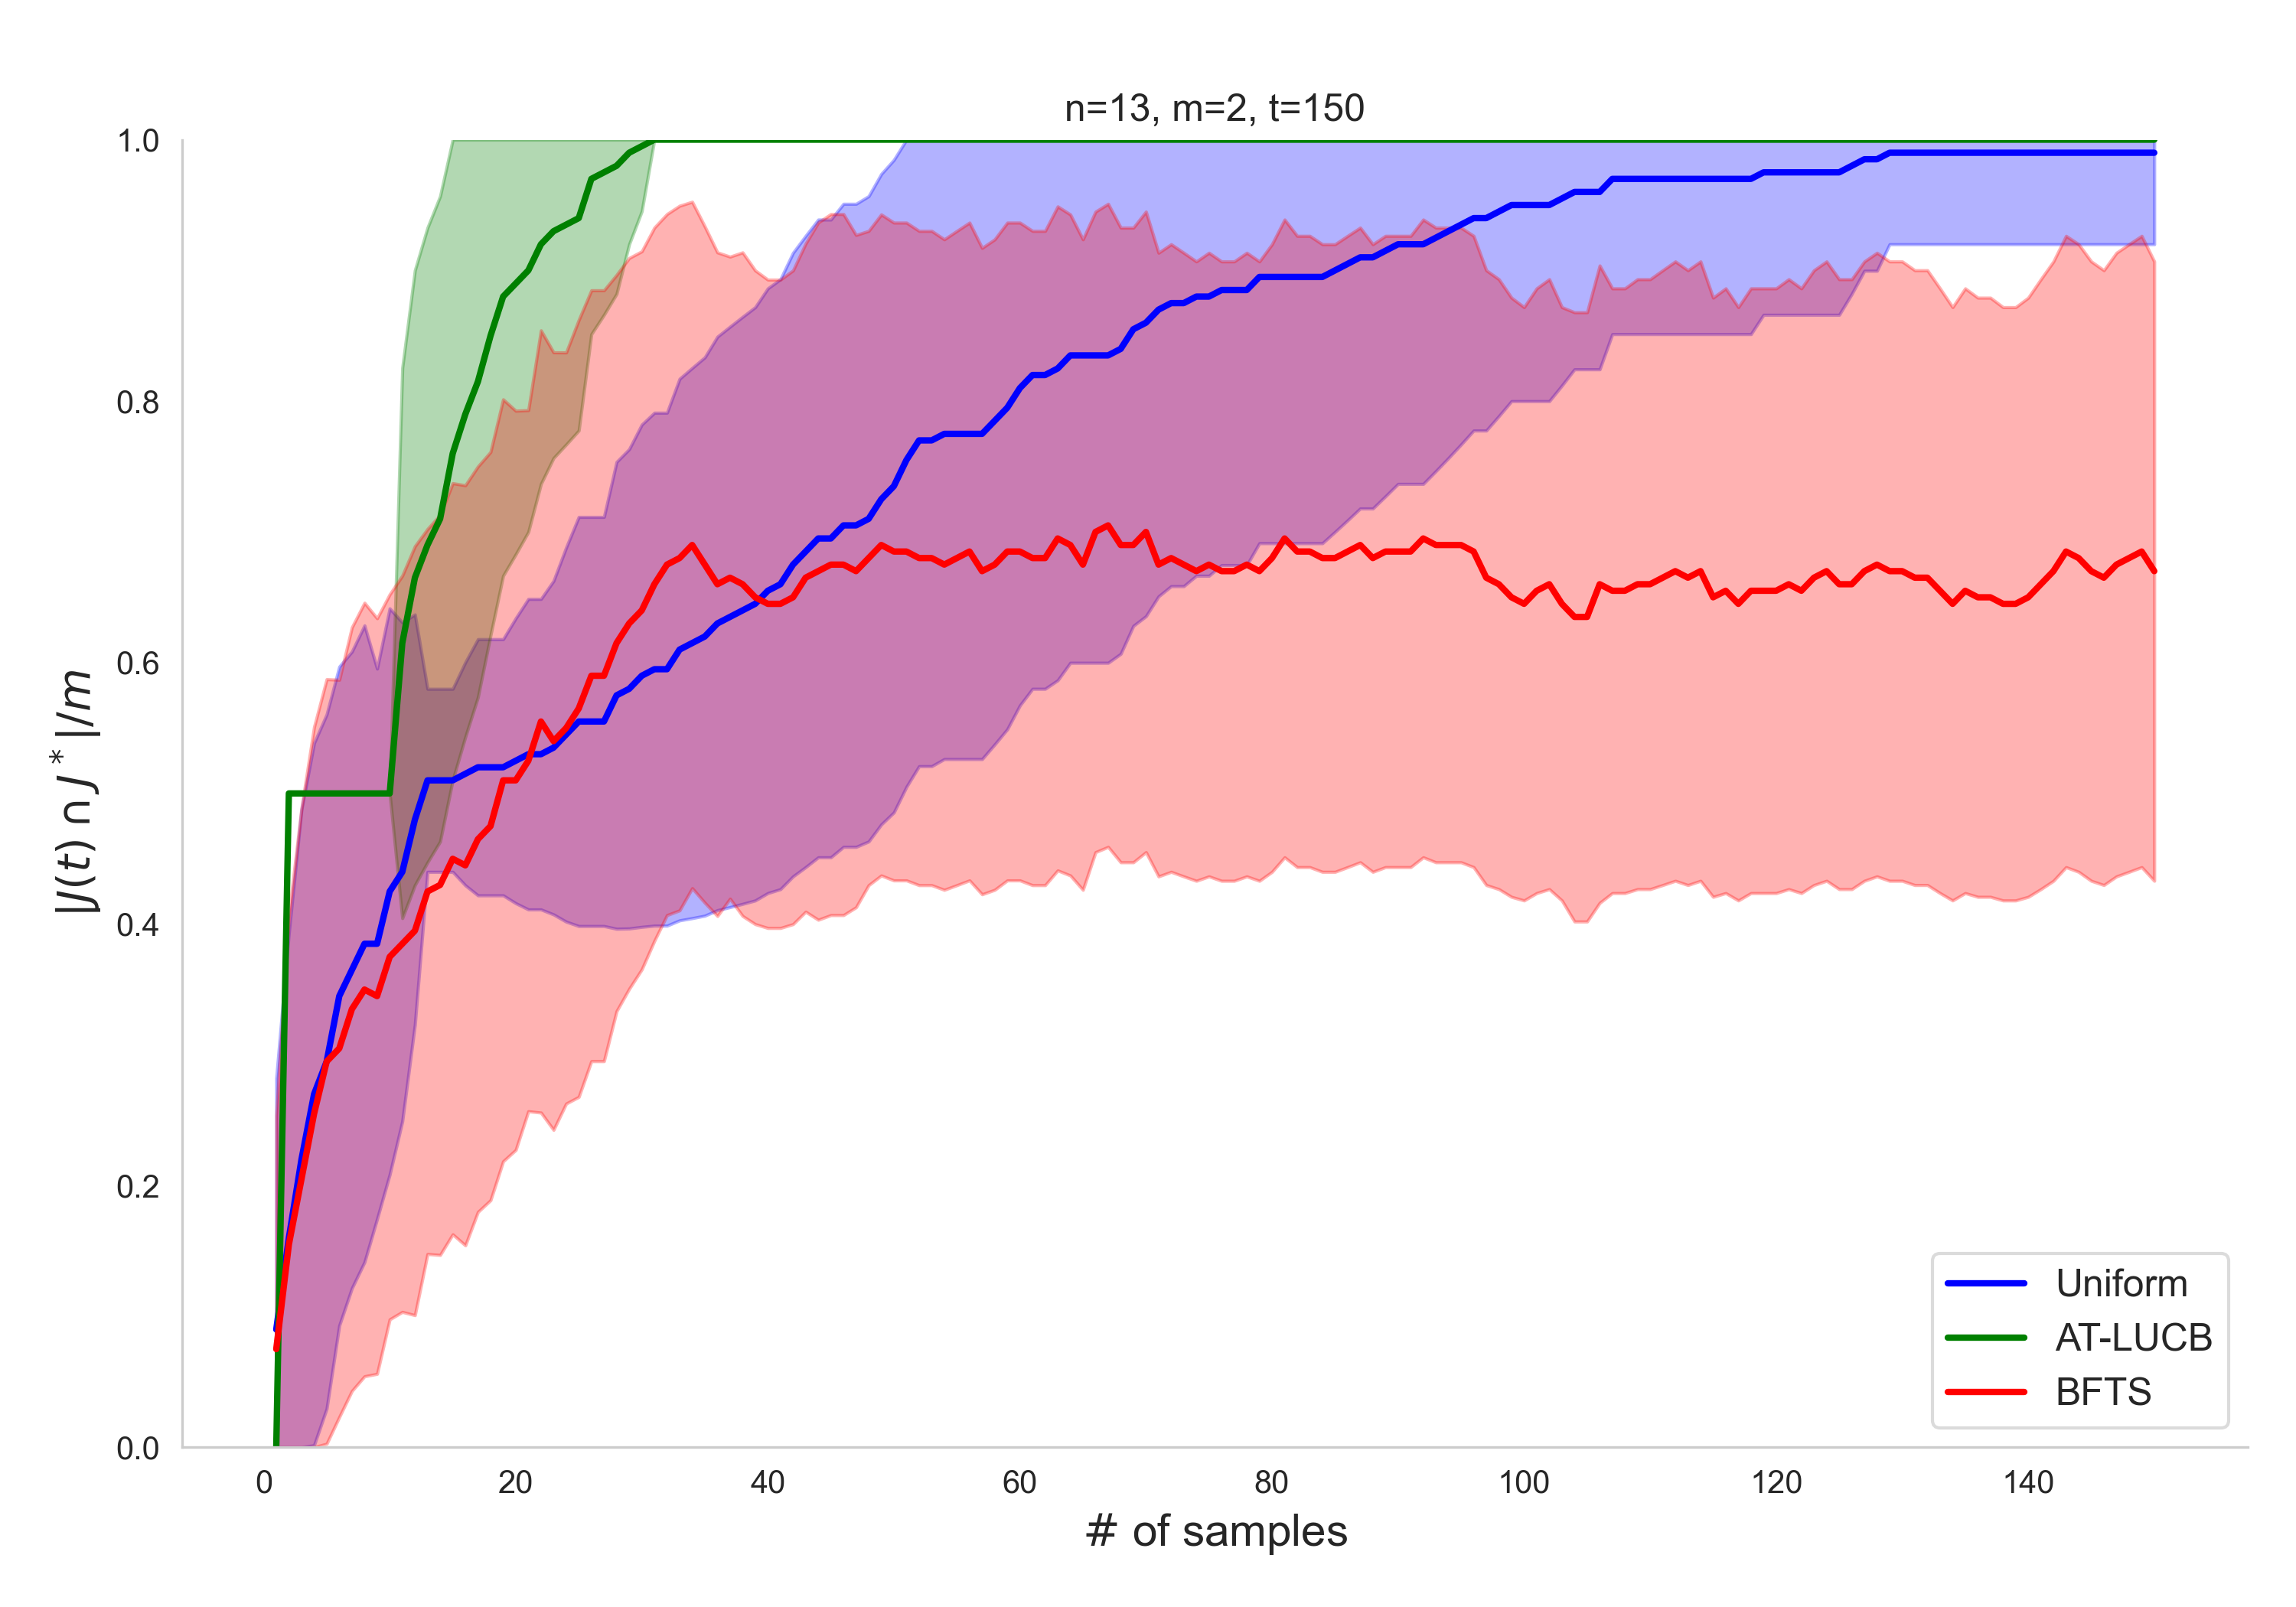 n=13, m=2, t=150
|J(t) ∩ J*|/m
1.0
0.8
0.6
0.4
0.2
0.0
0 20 40 60 80 100 120 140
# of samples
Uniform
AT-LUCB
BFTS